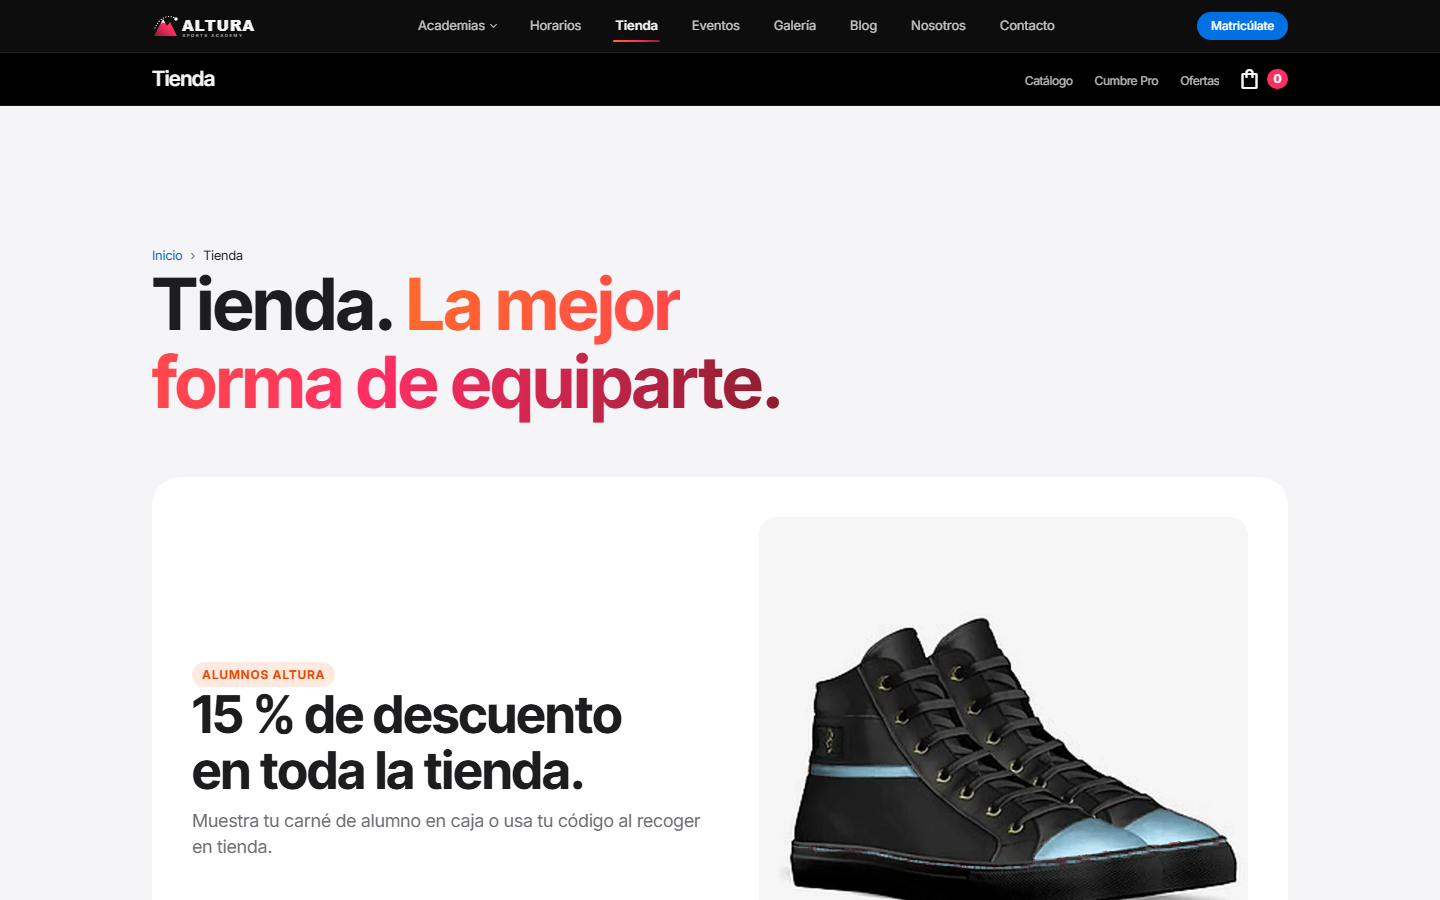 ALTURA
SPORTS ACADEMY
Academias
Horarios
Tienda
Eventos
Galería
Blog
Nosotros
Contacto
Matricúlate
Tienda
Catálogo
Cumbre Pro
Ofertas
0
Inicio › Tienda
Tienda. La mejor
forma de equiparte.
ALUMNOS ALTURA
15 % de descuento
en toda la tienda.
Muestra tu carné de alumno en caja o usa tu código al recoger
en tienda.